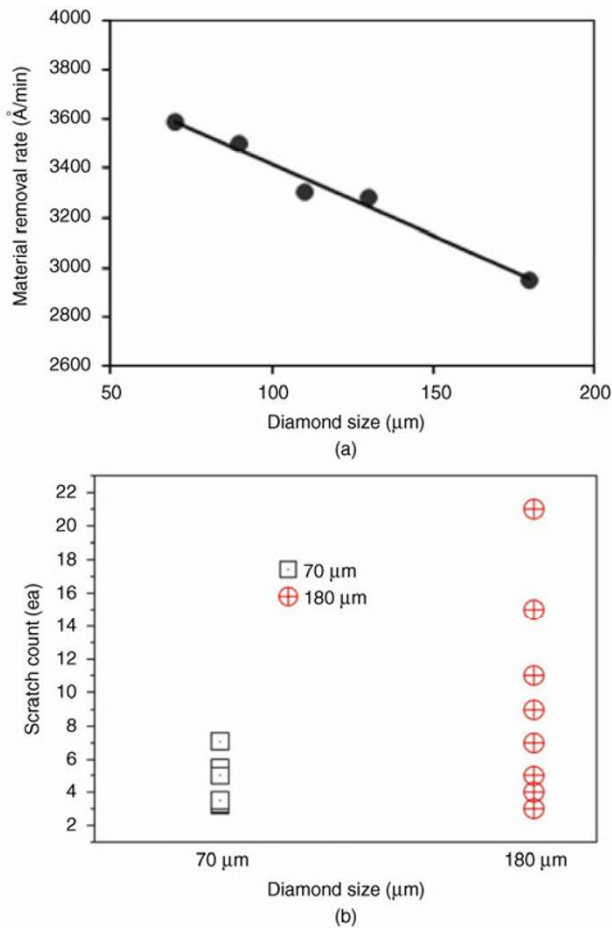 4000
3800
3600
3400
3200
3000
2800
2600
Material removal rate (Å/min)
50 100 150 200
Diamond size (μm)
(a)
22
20
18
16
14
12
10
8
6
4
2
Scratch count (ea)
70 μm
180 μm
70 μm 180 μm
Diamond size (μm)
(b)